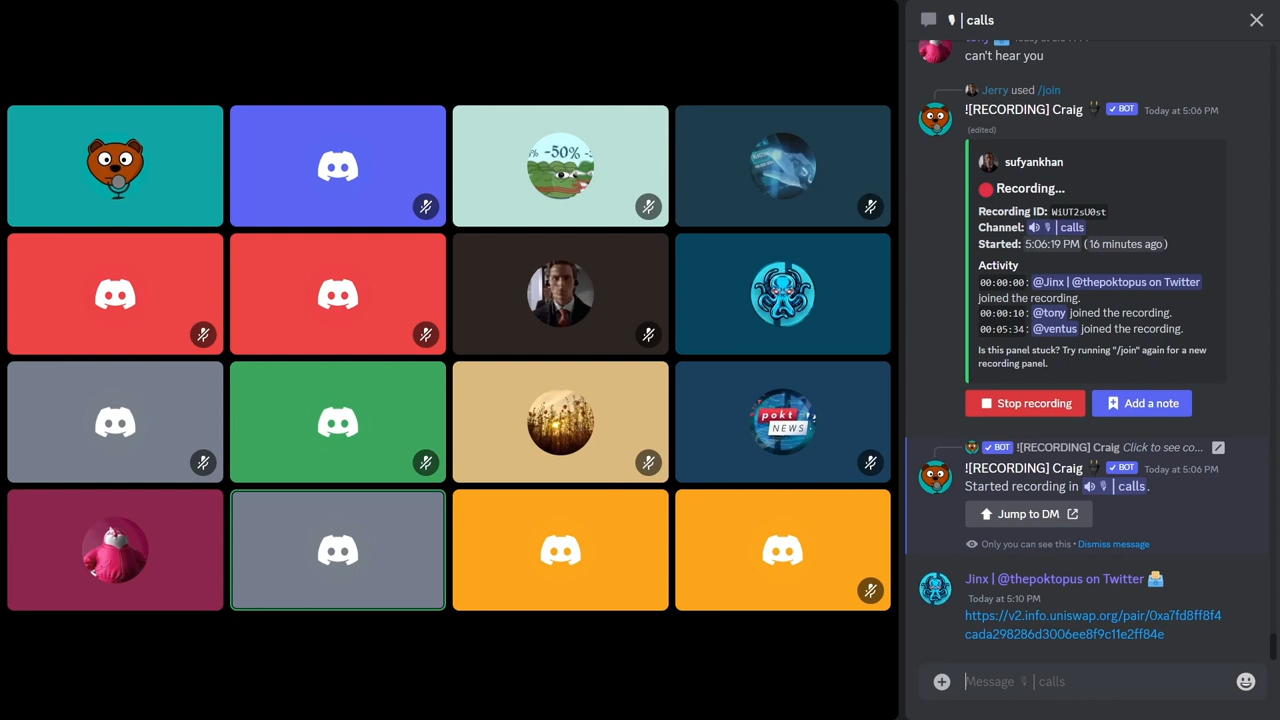 calls
can't hear you
Jerry used /join
![RECORDING] Craig BOT Today at 5:06 PM
(edited)
sufyankhan
Recording...
Recording ID: WiUT2sU0st
Channel: calls
Started: 5:06:19 PM (16 minutes ago)
Activity
00:00:00: @Jinx | @thepoktopus on Twitter
joined the recording.
00:00:10: @tony joined the recording.
00:05:34: @ventus joined the recording.
Is this panel stuck? Try running "/join" again for a new
recording panel.
Stop recording Add a note
BOT ![RECORDING] Craig Click to see co...
![RECORDING] Craig BOT Today at 5:06 PM
Started recording in calls.
Jump to DM
Only you can see this • Dismiss message
Jinx | @thepoktopus on Twitter
Today at 5:10 PM
https://v2.info.uniswap.org/pair/0xa7fd8ff8f4
cada298286d3006ee8f9c11e2ff84e
Message | calls
-50%
pokt
NEWS